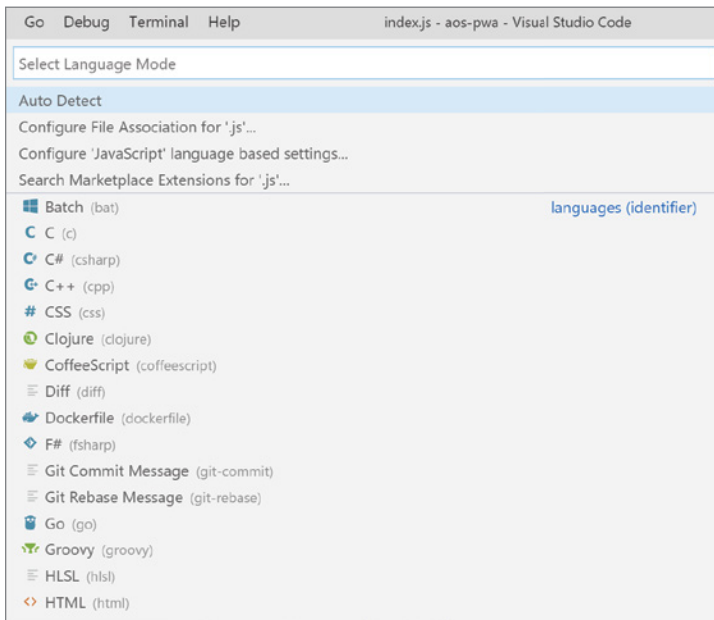 Go Debug Terminal Help index.js - aos-pwa - Visual Studio Code
Select Language Mode
Auto Detect
Configure File Association for '.js'...
Configure 'JavaScript' language based settings...
Search Marketplace Extensions for '.js'...
Batch (bat) languages (identifier)
C (c)
C# (csharp)
C++ (cpp)
CSS (css)
Clojure (clojure)
CoffeeScript (coffeescript)
Diff (diff)
Dockerfile (dockerfile)
F# (fsharp)
Git Commit Message (git-commit)
Git Rebase Message (git-rebase)
Go (go)
Groovy (groovy)
HLSL (hlsl)
HTML (html)